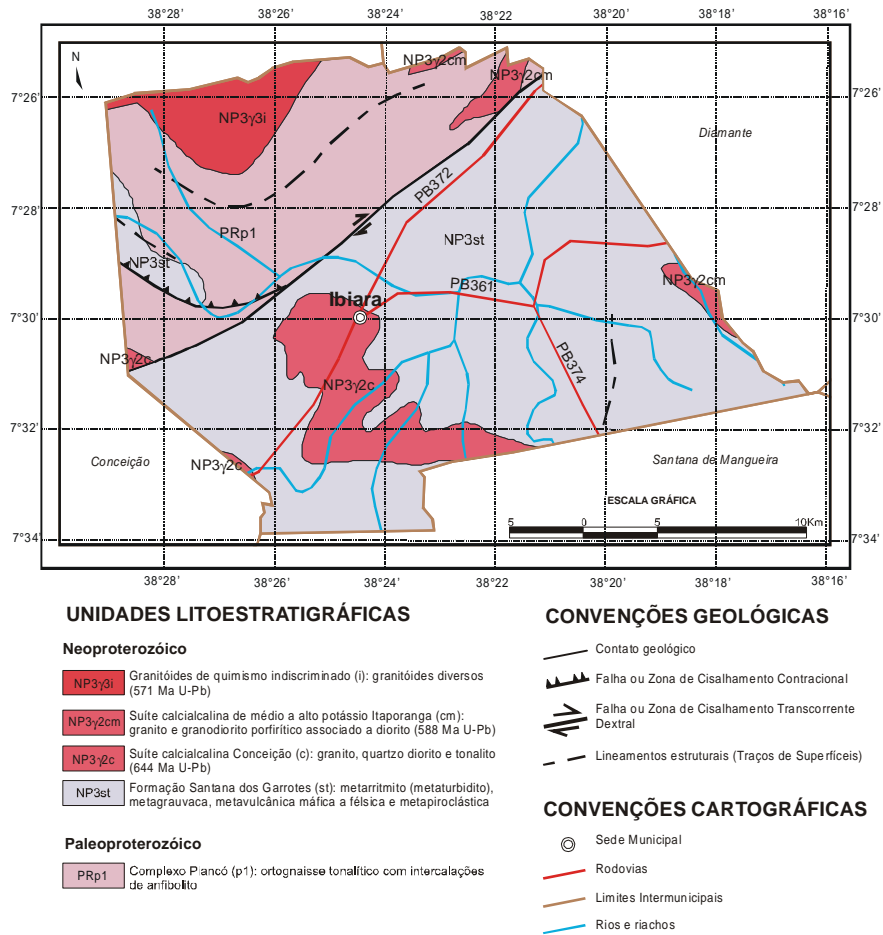 38°28’ 38°26’ 38°24’ 38°22’ 38°20’ 38°18’ 38°16’
N
NP3γ2cm
NP3γ2cm
7°26’ 7°26’
NP3γ3i
Diamante
PB372
7°28’ 7°28’
PRp1
NP3st
NP3st
PB361
NP3γ2cm
Ibiara
7°30’ 7°30’
NP3γ2c
NP3γ2c
PB374
7°32’ 7°32’
Conceição
NP3γ2c
Santana de Mangueira
ESCALA GRÁFICA
5 0 5 10Km
7°34’ 7°34’
38°28’ 38°26’ 38°24’ 38°22’ 38°20’ 38°18’ 38°16’
UNIDADES LITOESTRATIGRÁFICAS
Neoproterozóico
NP3γ3i Granitóides de quimismo indiscriminado (i): granitóides diversos
(571 Ma U-Pb)
NP3γ2cm Suíte calcialcalina de médio a alto potássio Itaporanga (cm):
granito e granodiorito porfirítico associado a diorito (588 Ma U-Pb)
NP3γ2c Suíte calcialcalina Conceição (c): granito, quartzo diorito e tonalito
(644 Ma U-Pb)
NP3st Formação Santana dos Garrotes (st): metarritmito (metaturbidito),
metagrauvaca, metavulcânica máfica a félsica e metapiroclástica
Paleoproterozóico
PRp1 Complexo Piancó (p1): ortognaisse tonalítico com intercalações
de anfibolito
CONVENÇÕES GEOLÓGICAS
Contato geológico
Falha ou Zona de Cisalhamento Contracional
Falha ou Zona de Cisalhamento Transcorrente
Dextral
Lineamentos estruturais (Traços de Superfíceis)
CONVENÇÕES CARTOGRÁFICAS
Sede Municipal
Rodovias
Limites Intermunicipais
Rios e riachos